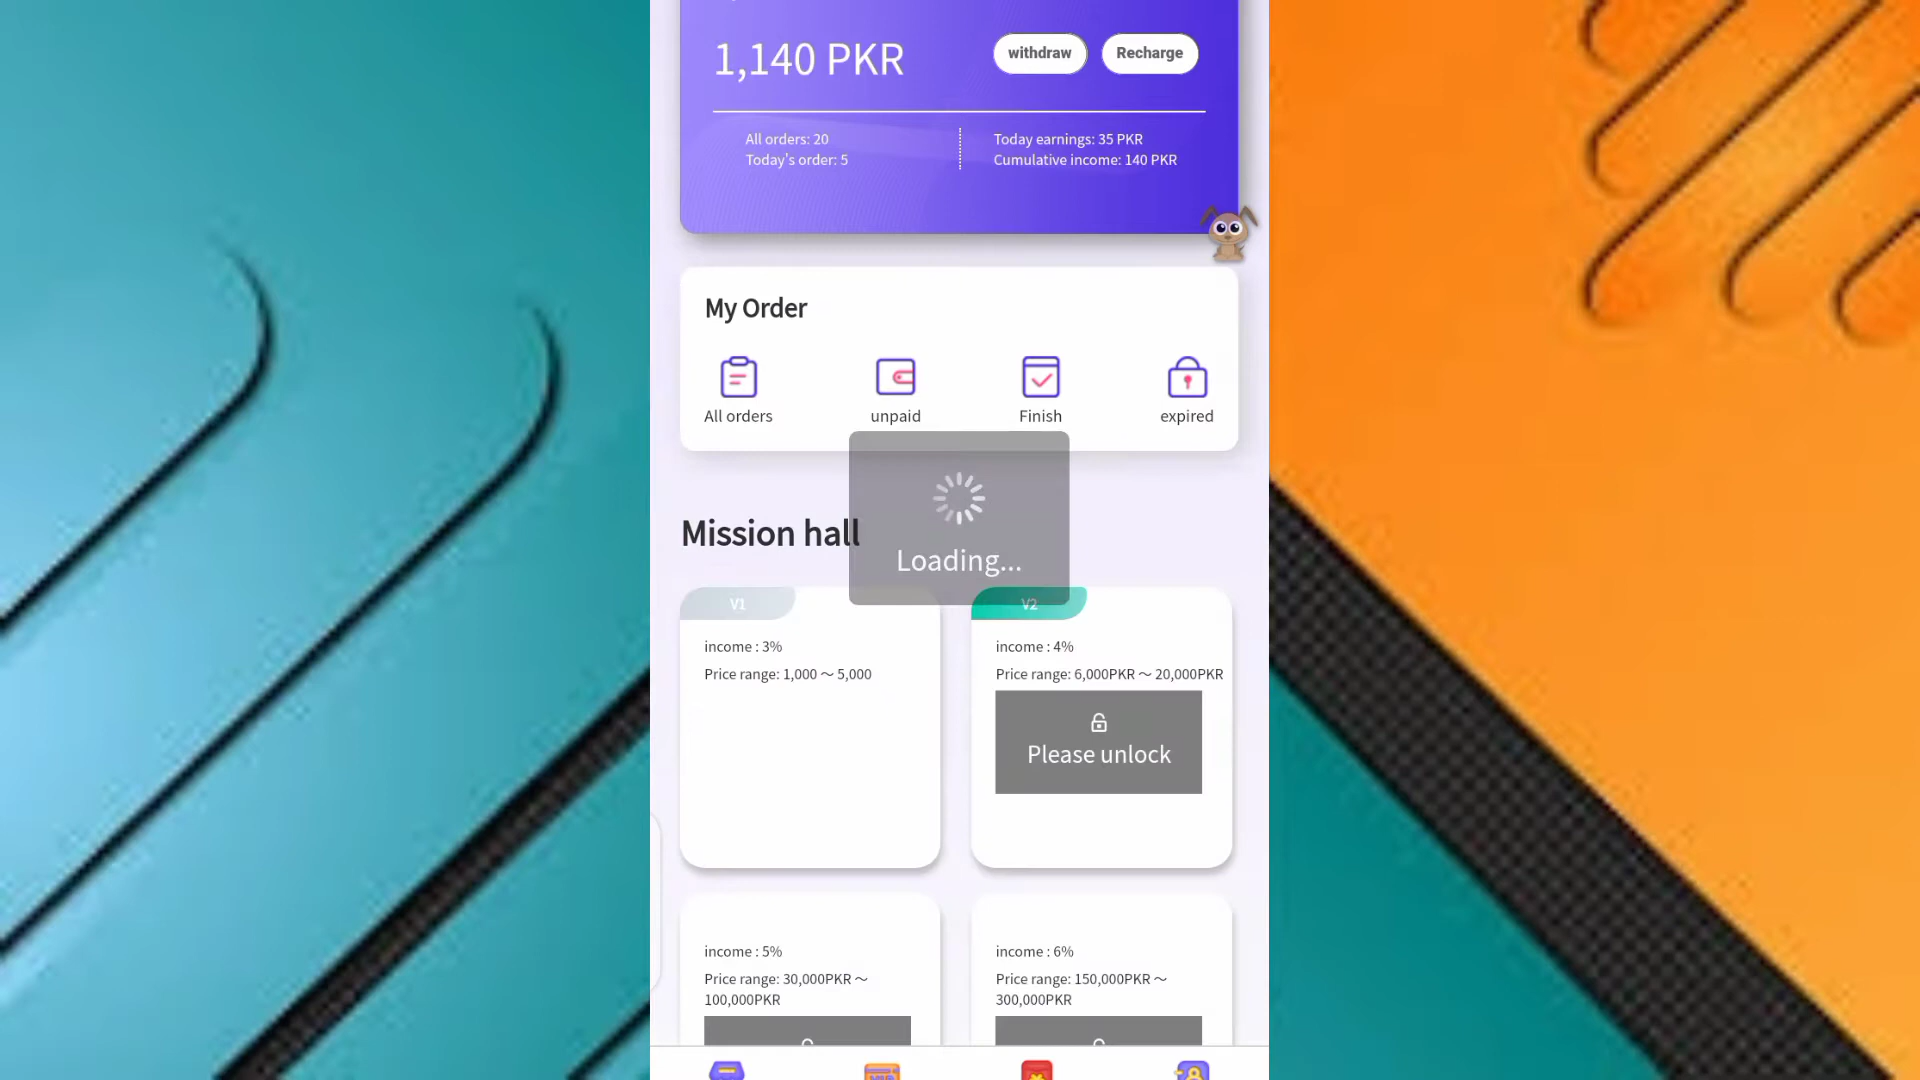 1,140 PKR
withdraw
Recharge
All orders: 20
Today's order: 5
Today earnings: 35 PKR
Cumulative income: 140 PKR
My Order
All orders
unpaid
Finish
expired
Mission hall
Loading...
V1
income : 3%
Price range: 1,000 ～ 5,000
V2
income : 4%
Price range: 6,000PKR ～ 20,000PKR
Please unlock
income : 5%
Price range: 30,000PKR ～
100,000PKR
income : 6%
Price range: 150,000PKR ～
300,000PKR